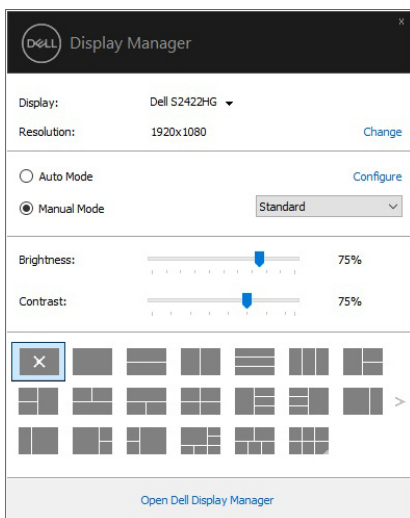 x
DELL Display Manager
Display: Dell S2422HG
Resolution: 1920x1080 Change
Auto Mode Configure
Manual Mode Standard
Brightness: 75%
Contrast: 75%
Open Dell Display Manager